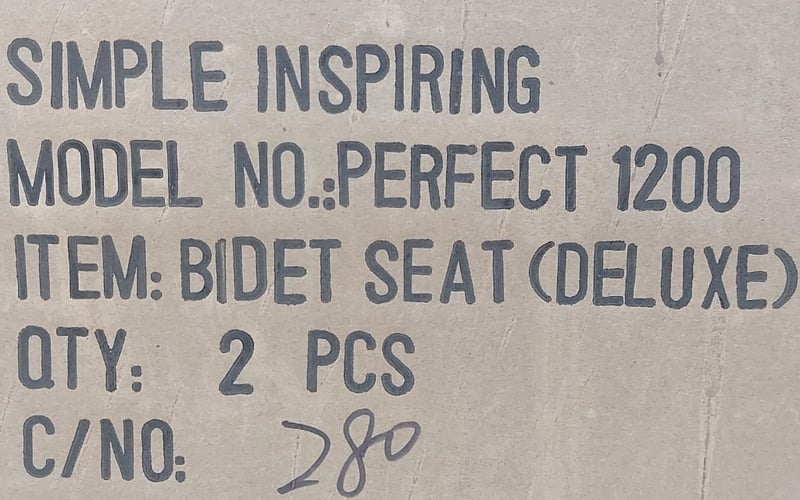 SIMPLE INSPIRING
MODEL NO.:PERFECT 1200
ITEM: BIDET SEAT (DELUXE)
QTY: 2 PCS
C/NO: 280